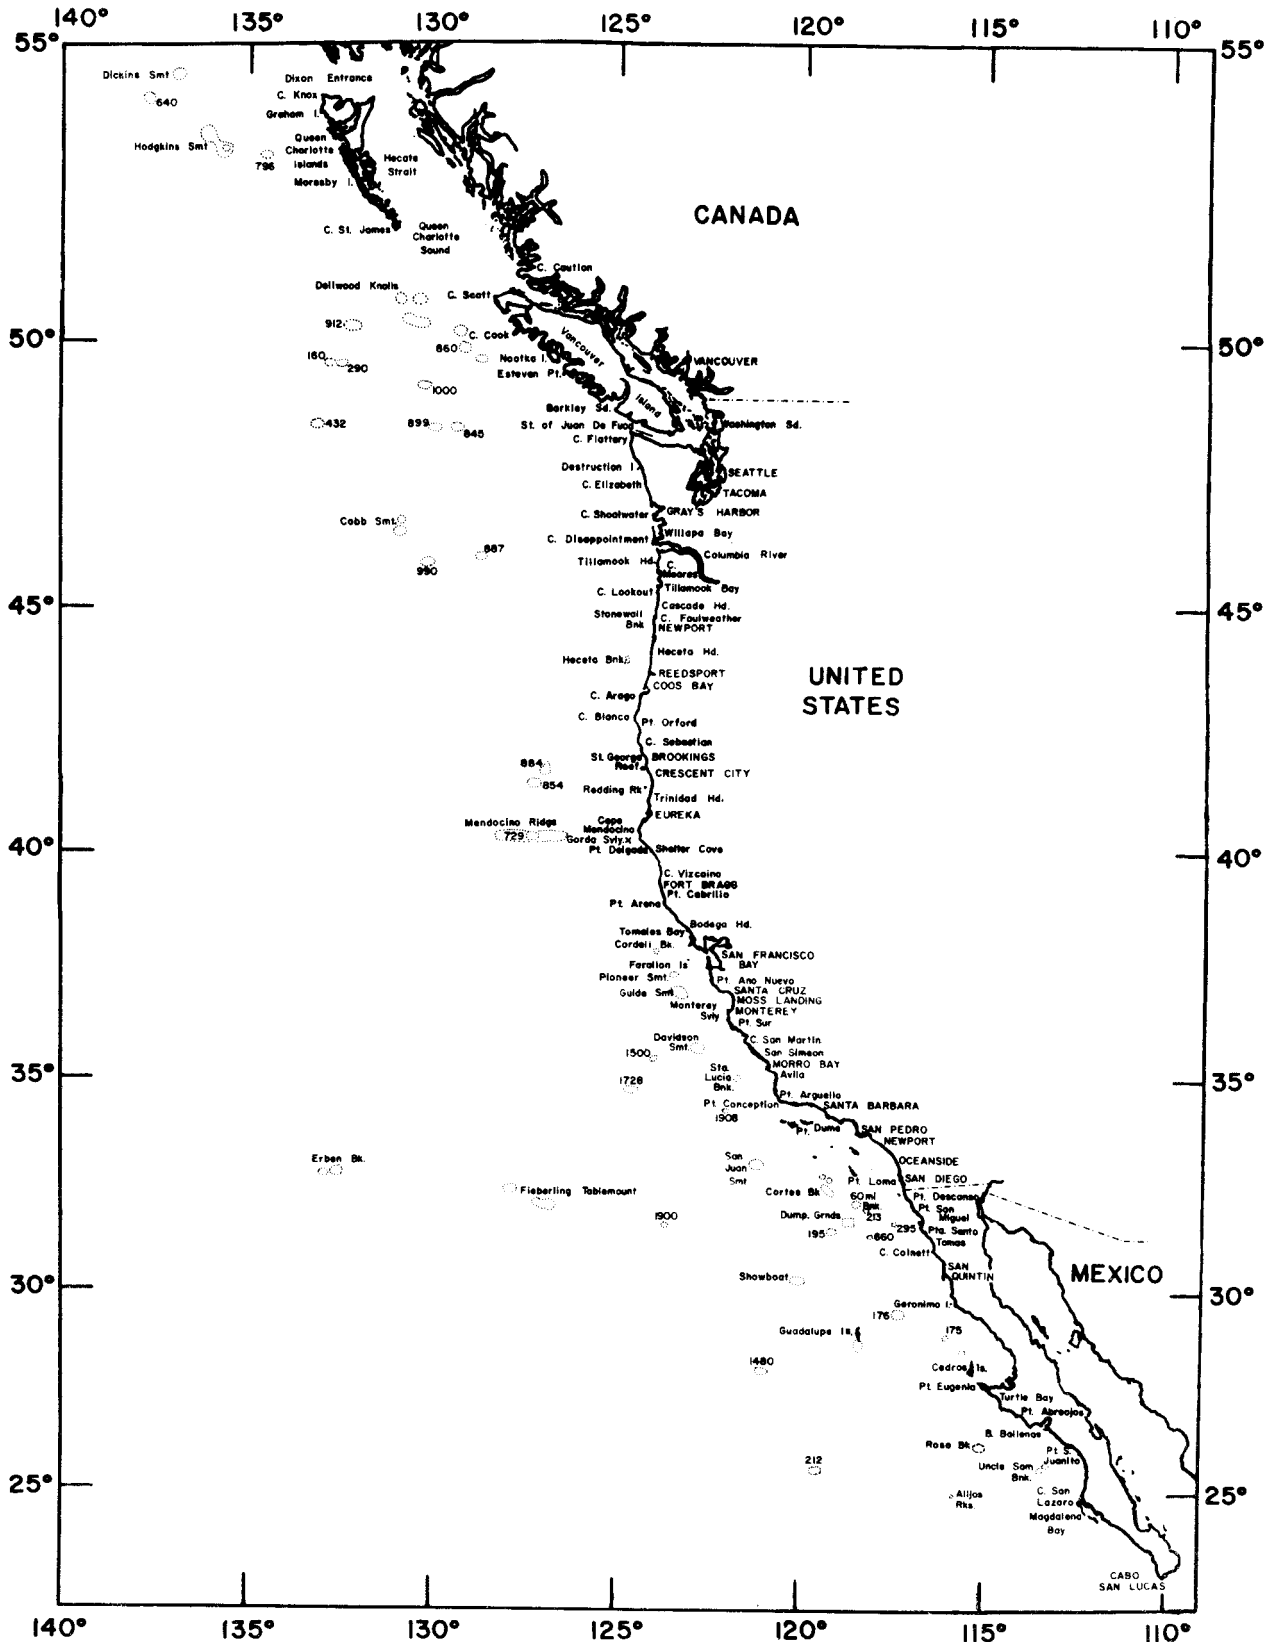 140° 135° 130° 125° 120° 115° 110°
55° 55°
Dickins Smt
640
Dixon Entrance
C. Knox
Graham I.
Hodgkins Smt
796
Queen
Charlotte
Islands
Hecate
Strait
Moresby I.
CANADA
C. St. James
Queen
Charlotte
Sound
C. Caution
Dellwood Knolls
C. Scott
912
C. Cook
Vancouver
Island
50° 50°
160
290
860
Nootka I.
VANCOUVER
Estevan Pt.
1000
Barkley Sd.
432
899
845
St. of Juan De Fuca
Washington Sd.
C. Flattery
Destruction I.
SEATTLE
C. Elizabeth
TACOMA
C. Shoalwater
GRAY'S HARBOR
Cobb Smt.
Willapa Bay
C. Disappointment
887
990
Columbia River
Tillamook Hd.
C.
Meares
Tillamook Bay
C. Lookout
45° 45°
Cascade Hd.
Stonewall
Bnk
C. Foulweather
NEWPORT
Heceta Hd.
Heceta Bnk.
REEDSPORT
COOS BAY
UNITED
STATES
C. Arago
C. Blanco
Pt. Orford
C. Sebastian
St. George
Reef
BROOKINGS
884
CRESCENT CITY
854
Redding Rk.
Trinidad Hd.
EUREKA
Mendocino Ridge
729
Cape
Mendocino
Gorda Svly. x
Pt. Delgada
Shelter Cove
40° 40°
C. Vizcaino
FORT BRAGG
Pt. Cabrillo
Pt. Arena
Bodega Hd.
Tomales Bay
Cordell Bk.
SAN FRANCISCO
BAY
Farallon Is
Pioneer Smt.
Pt. Ano Nuevo
SANTA CRUZ
Guide Smt.
MOSS LANDING
Monterey
Svly
MONTEREY
Pt. Sur
Davidson
Smt.
C. San Martin
1500
San Simeon
MORRO BAY
Sta.
Lucia
Bnk.
Avila
35° 35°
1728
Pt. Arguello
Pt. Conception
SANTA BARBARA
1908
Pt. Dume
SAN PEDRO
NEWPORT
Erben Bk.
San
Juan
Smt
OCEANSIDE
Pt Loma
SAN DIEGO
Fieberling Tablemount
Cortes Bk
60 mi
Bnk.
Pt. Descanso
1900
Dump. Grnds.
213
Pt. San
Miguel
195
295
Pta. Santo
Tomas
660
C. Colnett
SAN
QUINTIN
MEXICO
Showboat
30° 30°
Geronimo I.
176
Guadalupe Is.
175
1480
Cedros Is.
Pt Eugenia
Turtle Bay
Pt. Abreojos
B. Ballenas
Rosa Bk
Pt S.
Juanito
212
Uncle Sam
Bnk.
25° 25°
Alijos
Rks.
C. San
Lazaro
Magdalena
Bay
CABO
SAN LUCAS
140° 135° 130° 125° 120° 115° 110°